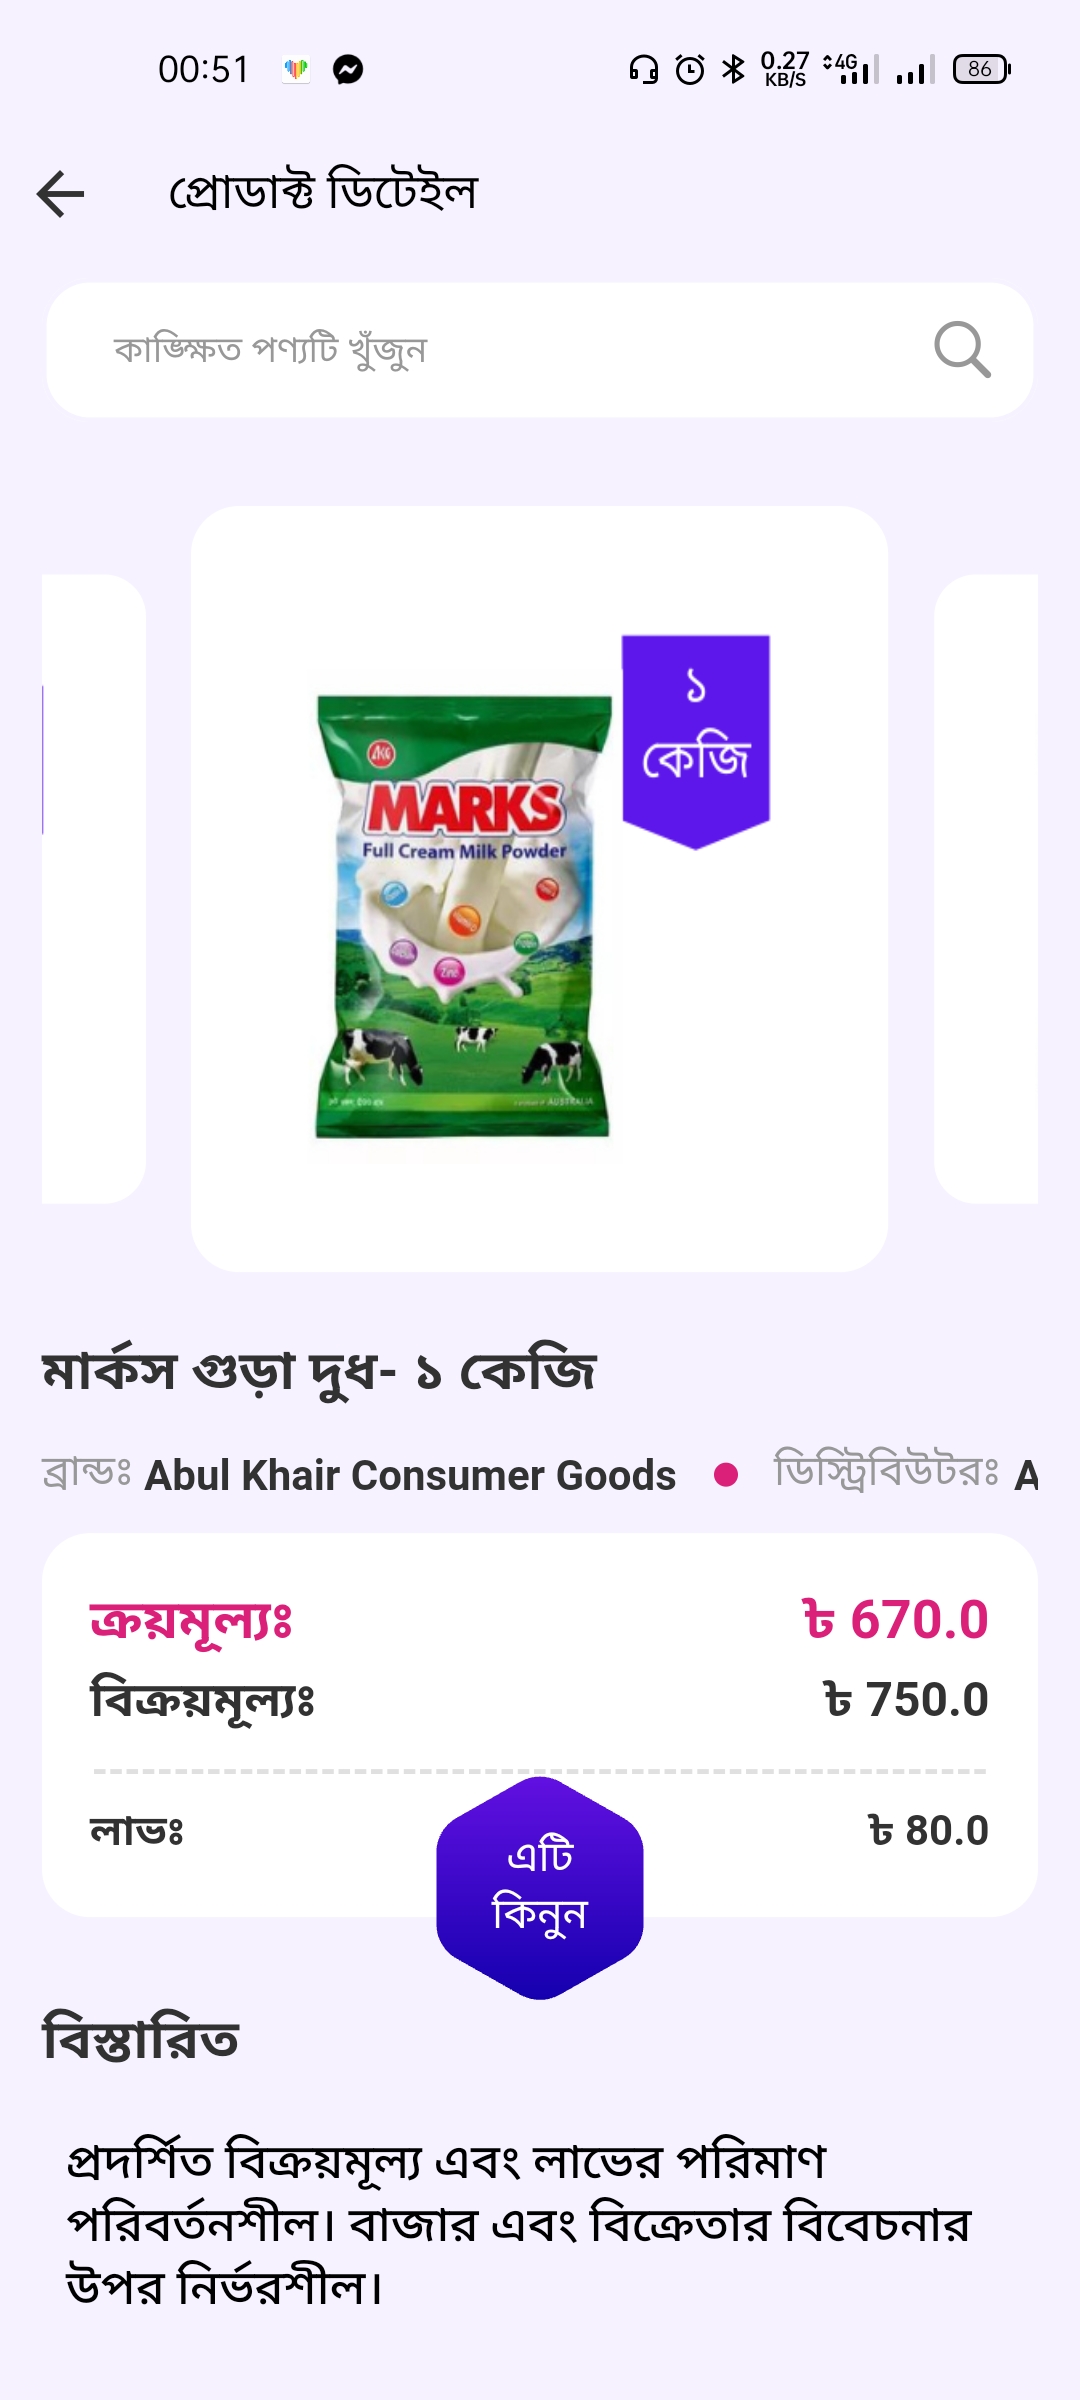 00:51
0.27
KB/S
4G
86
প্রোডাক্ট ডিটেইল
কাঙ্ক্ষিত পণ্যটি খুঁজুন
১
কেজি
AKG
MARKS
Full Cream Milk Powder
Zinc
AUSTRALIA
মার্কস গুড়া দুধ- ১ কেজি
ব্রান্ডঃ Abul Khair Consumer Goods ডিস্ট্রিবিউটরঃ A
ক্রয়মূল্যঃ ৳ 670.0
বিক্রয়মূল্যঃ ৳ 750.0
লাভঃ ৳ 80.0
এটি
কিনুন
বিস্তারিত
প্রদর্শিত বিক্রয়মূল্য এবং লাভের পরিমাণ
পরিবর্তনশীল। বাজার এবং বিক্রেতার বিবেচনার
উপর নির্ভরশীল।